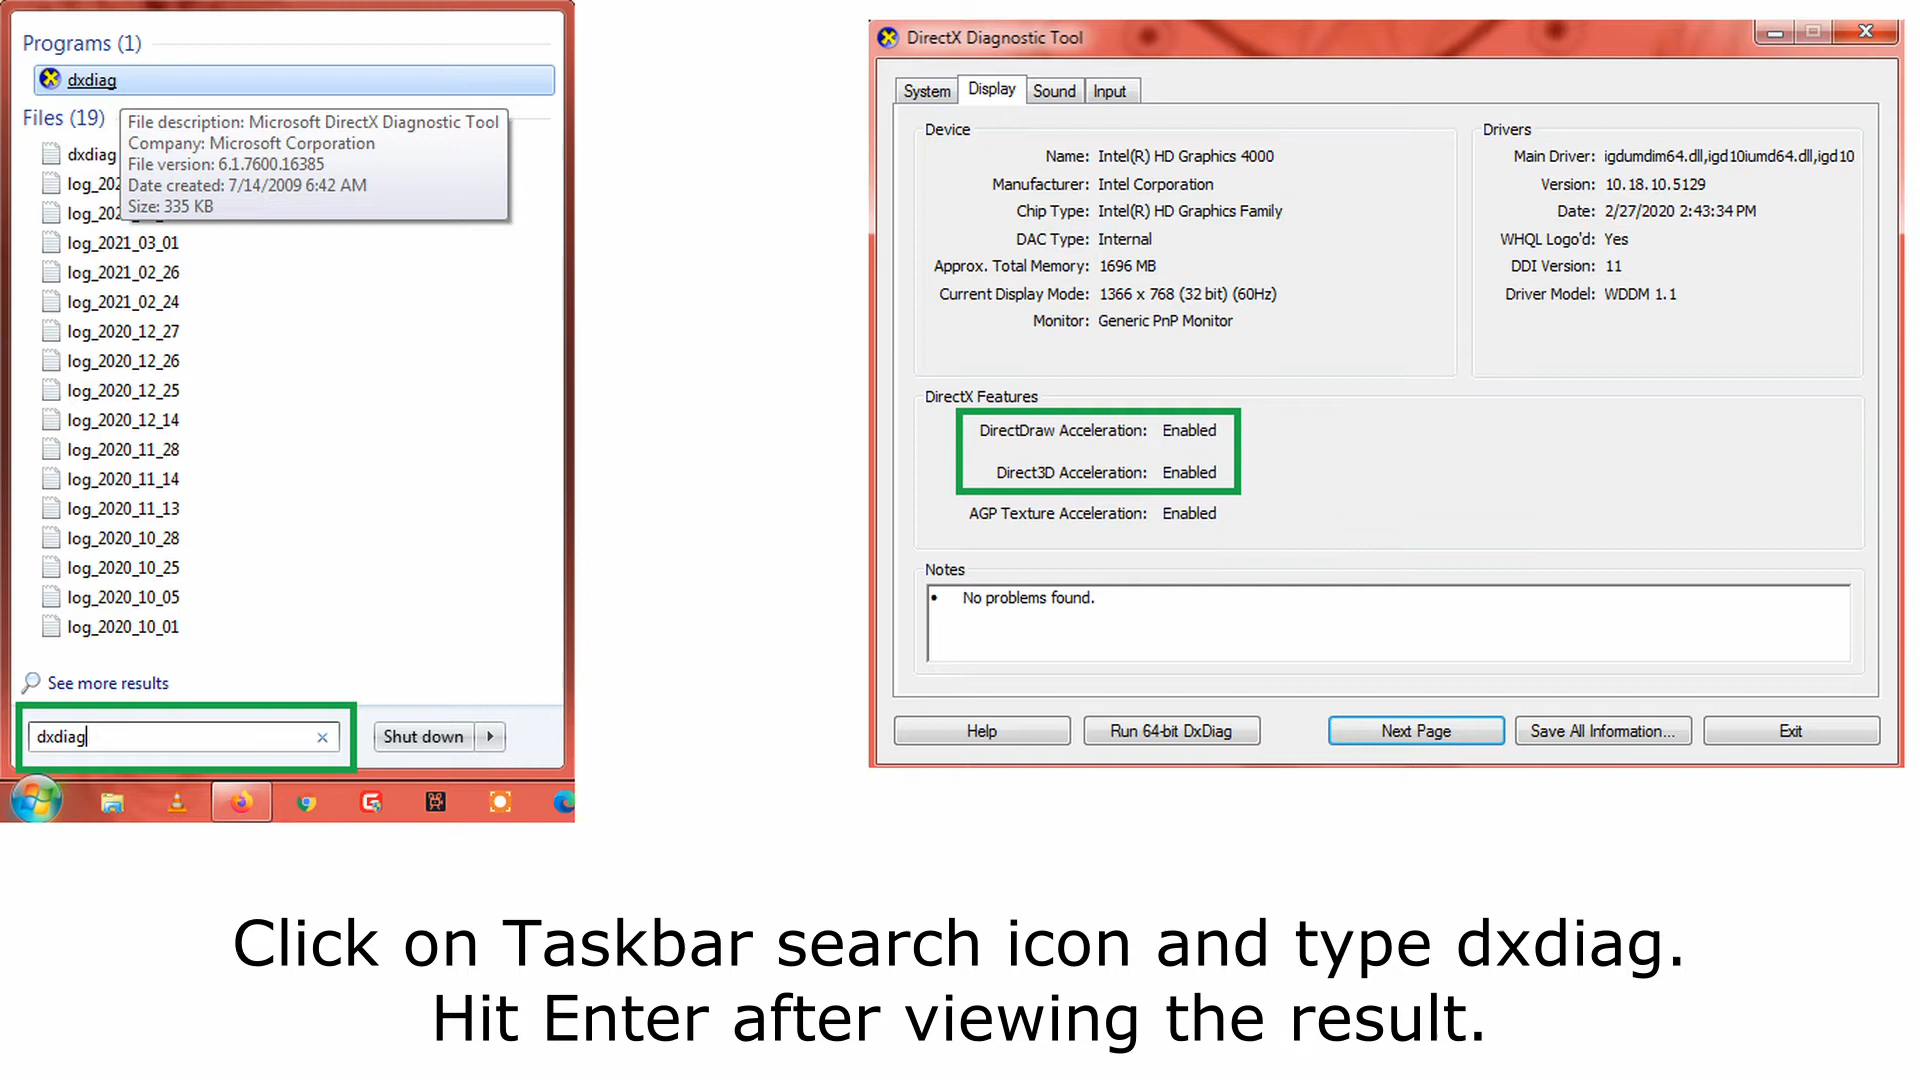 Programs (1)
dxdiag
Files (19)
File description: Microsoft DirectX Diagnostic Tool
Company: Microsoft Corporation
File version: 6.1.7600.16385
Date created: 7/14/2009 6:42 AM
Size: 335 KB
dxdiag
log_202
log_202
log_2021_03_01
log_2021_02_26
log_2021_02_24
log_2020_12_27
log_2020_12_26
log_2020_12_25
log_2020_12_14
log_2020_11_28
log_2020_11_14
log_2020_11_13
log_2020_10_28
log_2020_10_25
log_2020_10_05
log_2020_10_01
See more results
dxdiag
Shut down
DirectX Diagnostic Tool
System Display Sound Input
Device
Name: Intel(R) HD Graphics 4000
Manufacturer: Intel Corporation
Chip Type: Intel(R) HD Graphics Family
DAC Type: Internal
Approx. Total Memory: 1696 MB
Current Display Mode: 1366 x 768 (32 bit) (60Hz)
Monitor: Generic PnP Monitor
Drivers
Main Driver: igdumdim64.dll,igd10iumd64.dll,igd10
Version: 10.18.10.5129
Date: 2/27/2020 2:43:34 PM
WHQL Logo'd: Yes
DDI Version: 11
Driver Model: WDDM 1.1
DirectX Features
DirectDraw Acceleration: Enabled
Direct3D Acceleration: Enabled
AGP Texture Acceleration: Enabled
Notes
• No problems found.
Help Run 64-bit DxDiag Next Page Save All Information... Exit
Click on Taskbar search icon and type dxdiag.
Hit Enter after viewing the result.